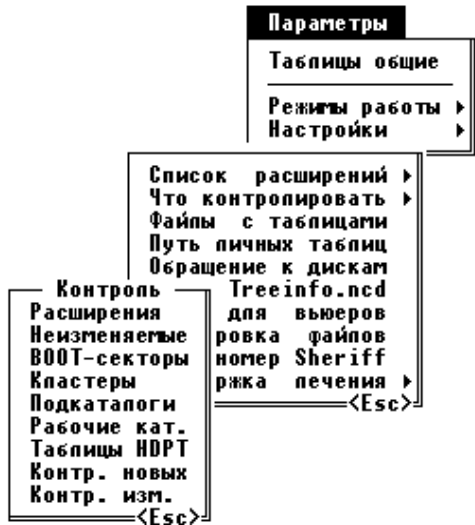 Параметры
Таблицы общие
Режимы работы
Настройки
Список расширений
Что контролировать
Файлы с таблицами
Путь личных таблиц
Обращение к дискам
Treeinfo.ncd
для вьюеров
ровка файлов
номер Sheriff
ржка лечения
<Esc>
Контроль
Расширения
Неизменяемые
BOOT-секторы
Кластеры
Подкаталоги
Рабочие кат.
Таблицы HDPT
Контр. новых
Контр. изм.
<Esc>